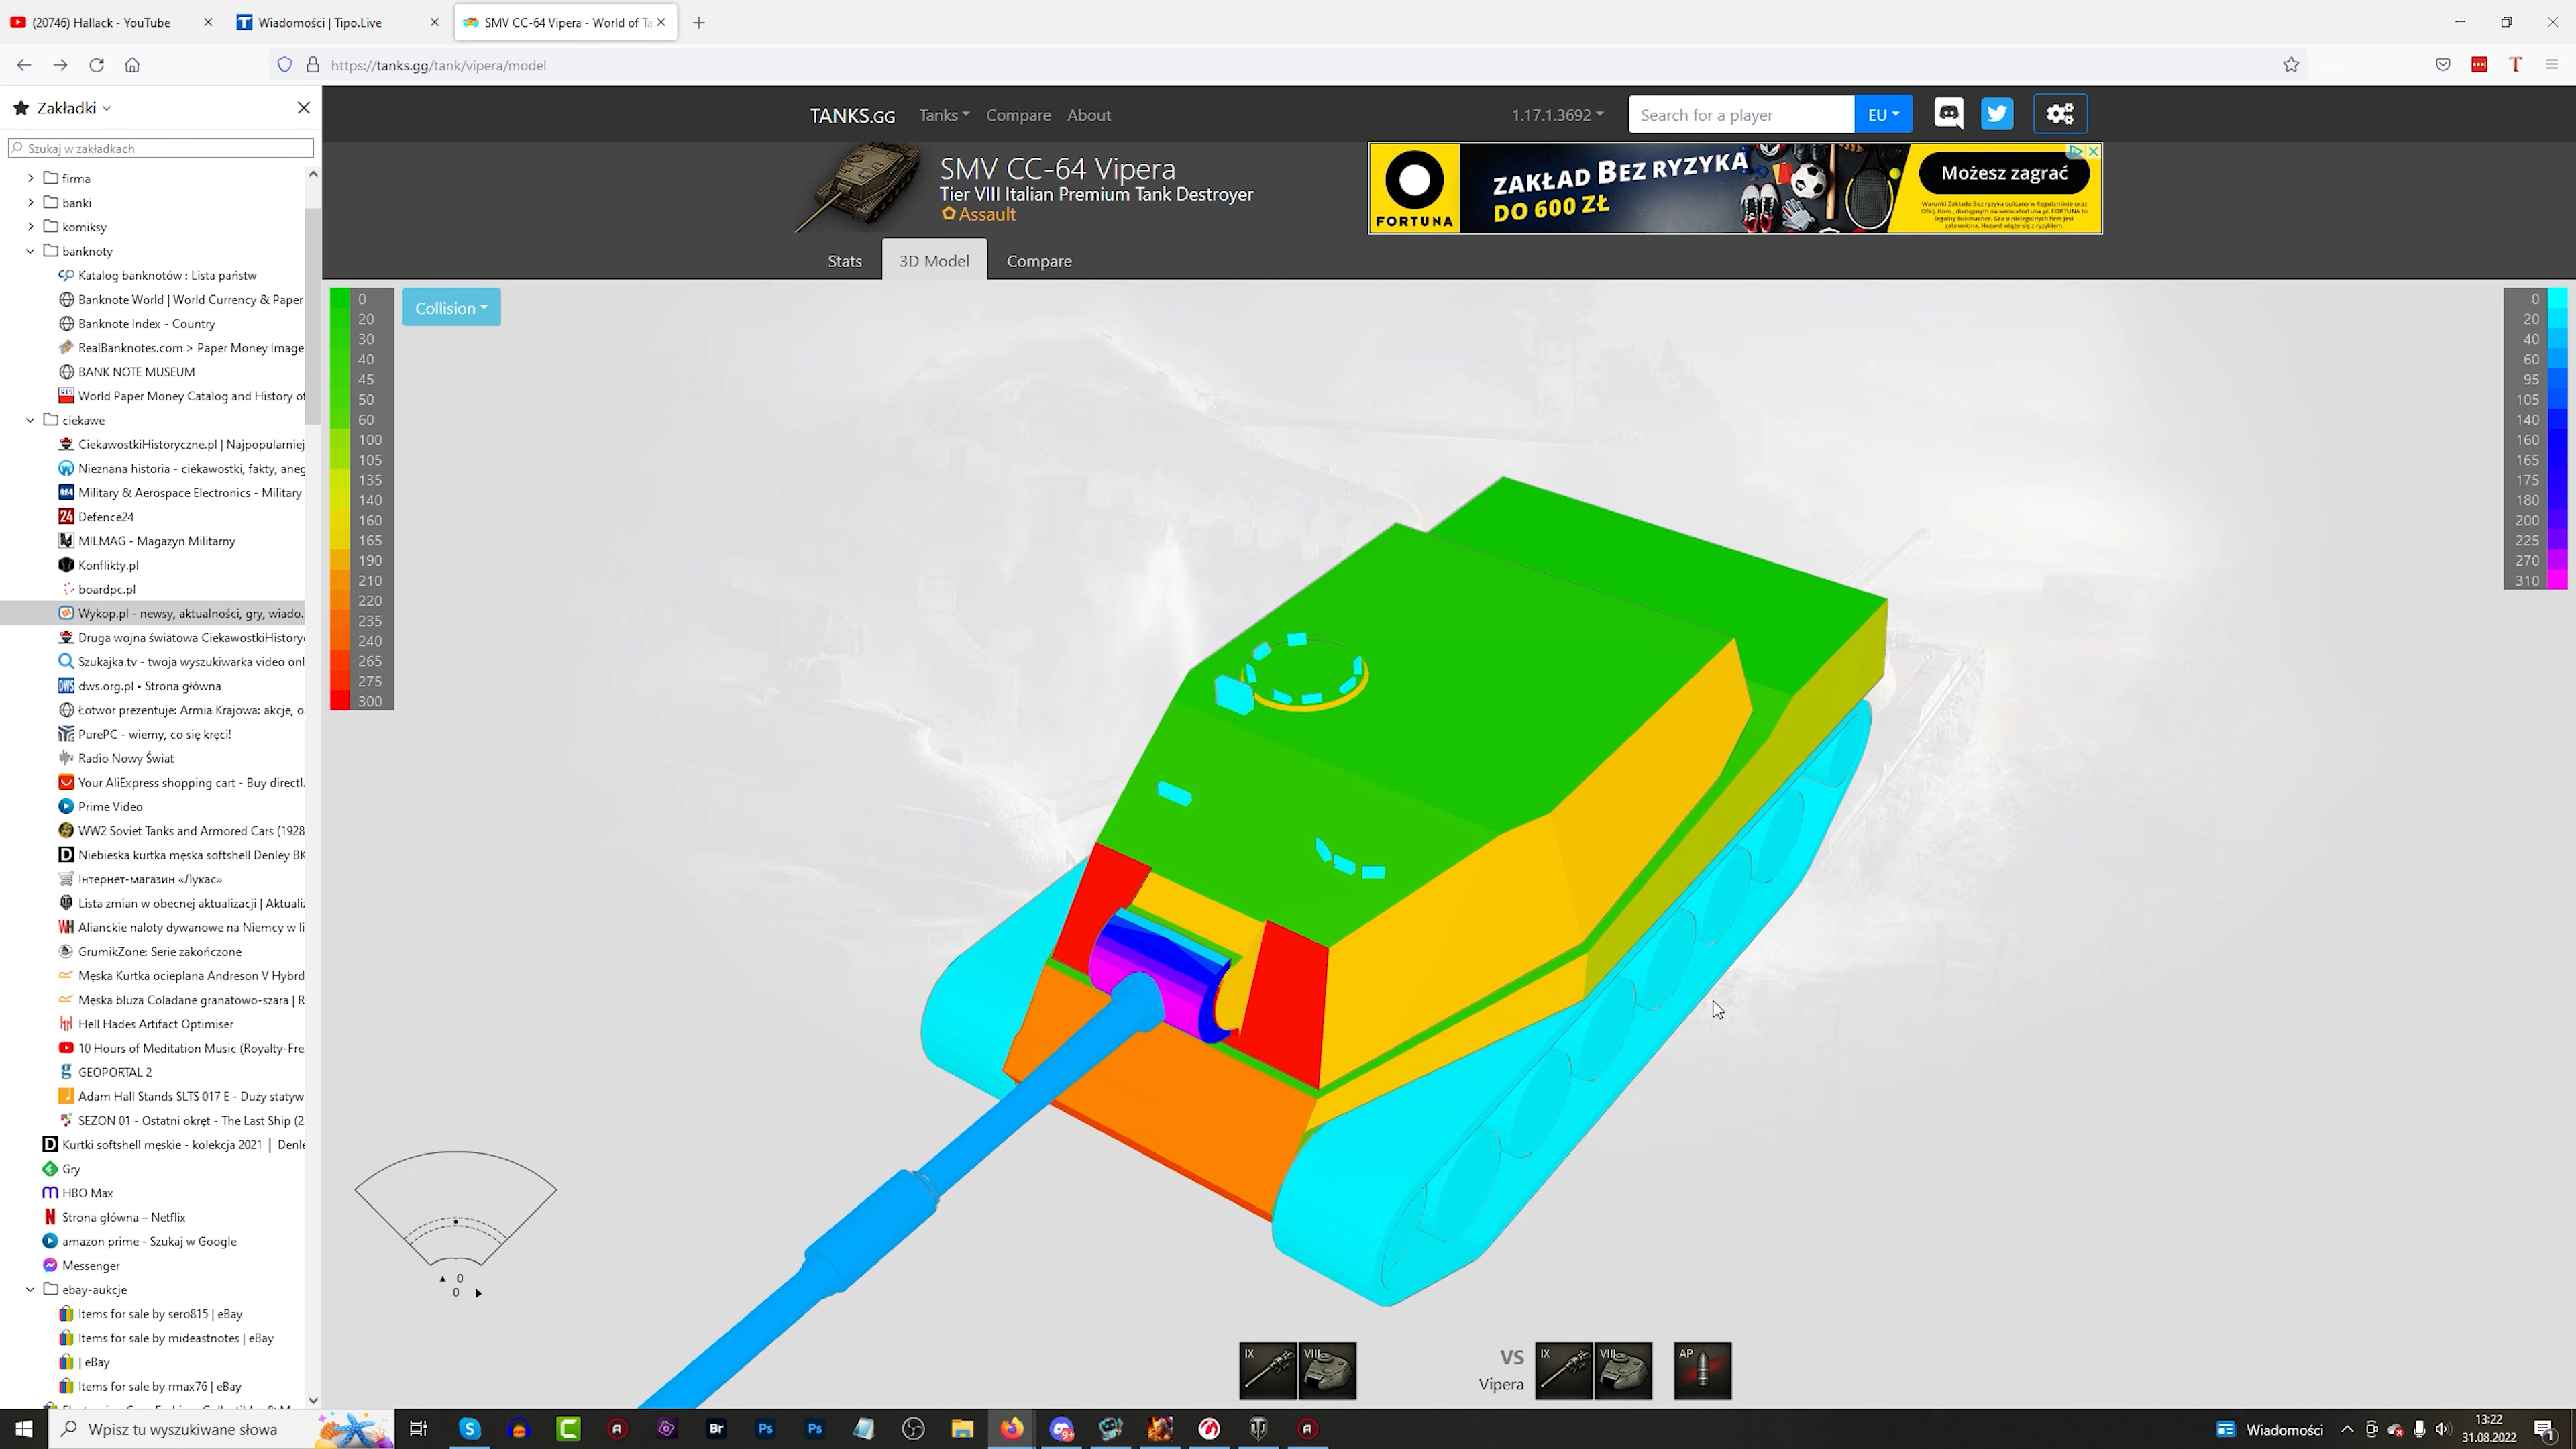 (20746) Hallack - YouTube
Wiadomości | Tipo.Live
SMV CC-64 Vipera - World of Ta
https://tanks.gg/tank/vipera/model
Zakładki
Szukaj w zakładkach
firma
banki
komiksy
banknoty
Katalog banknotów : Lista państw
Banknote World | World Currency & Paper
Banknote Index - Country
RealBanknotes.com > Paper Money Image
BANK NOTE MUSEUM
World Paper Money Catalog and History of
ciekawe
CiekawostkiHistoryczne.pl | Najpopularniej
Nieznana historia - ciekawostki, fakty, aneg
Military & Aerospace Electronics - Military
Defence24
MILMAG - Magazyn Militarny
Konflikty.pl
boardpc.pl
Wykop.pl - newsy, aktualności, gry, wiado.
Druga wojna światowa CiekawostkiHistory
Szukajka.tv - twoja wyszukiwarka video onl
dws.org.pl • Strona główna
Łotwor prezentuje: Armia Krajowa: akcje, o
PurePC - wiemy, co się kręci!
Radio Nowy Świat
Your AliExpress shopping cart - Buy directl
Prime Video
WW2 Soviet Tanks and Armored Cars (1928
Niebieska kurtka męska softshell Denley BK
Інтернет-магазин «Лукас»
Lista zmian w obecnej aktualizacji | Aktualiz
Alianckie naloty dywanowe na Niemcy w li
GrumikZone: Serie zakończone
Męska Kurtka ocieplana Andreson V Hybrd
Męska bluza Coladane granatowo-szara | R
Hell Hades Artifact Optimiser
10 Hours of Meditation Music (Royalty-Fre
GEOPORTAL 2
Adam Hall Stands SLTS 017 E - Duży statyw
SEZON 01 - Ostatni okręt - The Last Ship (2
Kurtki softshell męskie - kolekcja 2021 | Denle
Gry
HBO Max
Strona główna – Netflix
amazon prime - Szukaj w Google
Messenger
ebay-aukcje
Items for sale by sero815 | eBay
Items for sale by mideastnotes | eBay
| eBay
Items for sale by rmax76 | eBay
TANKS.GG
Tanks
Compare
About
1.17.1.3692
Search for a player
EU
SMV CC-64 Vipera
Tier VIII Italian Premium Tank Destroyer
Assault
FORTUNA
ZAKŁAD BEZ RYZYKA
DO 600 ZŁ
Możesz zagrać
Stats
3D Model
Compare
Collision
0
20
30
40
45
50
60
100
105
135
140
160
165
190
210
220
235
240
265
275
300
0
20
40
60
95
105
140
160
165
175
180
200
225
270
310
0
0
IX
VIII
VS
Vipera
IX
VIII
AP
Wpisz tu wyszukiwane słowa
Br
Ps
Ps
9+
Wiadomości
13:22
31.08.2022
1